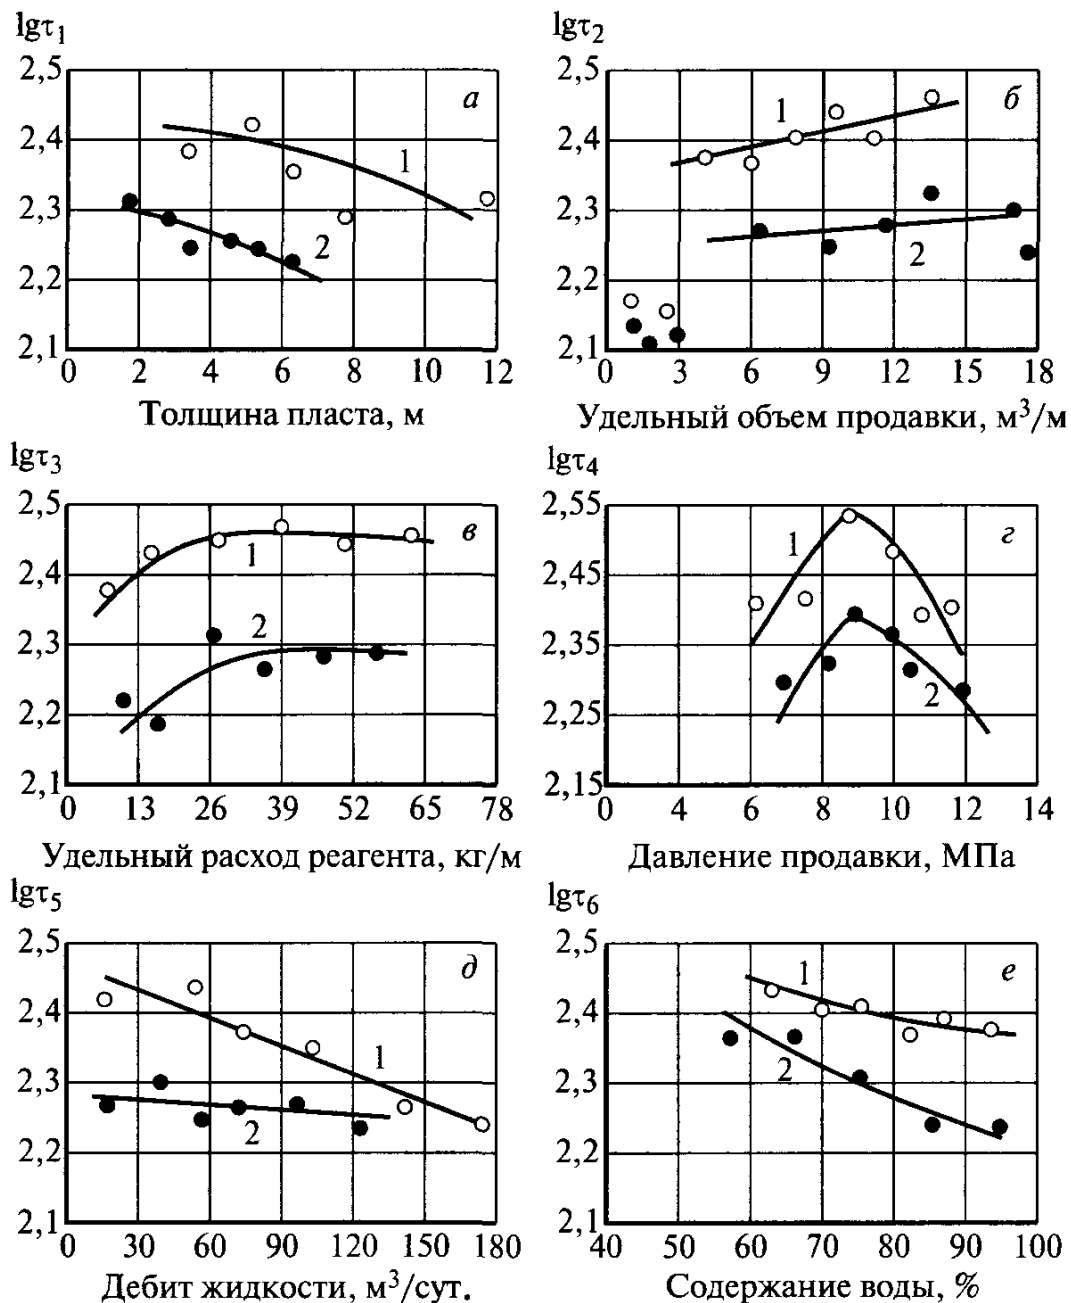 lgτ1 lgτ2
2,5 2,5
а б
1
2,4 2,4
1
2,3 2,3
2 2
2,2 2,2
2,1 2,1
0 2 4 6 8 10 12 0 3 6 9 12 15 18
Толщина пласта, м Удельный объем продавки, м³/м
lgτ3 lgτ4
2,5 2,55
в г
1 1
2,4 2,45
2,3 2,35
2 2
2,2 2,25
2,1 2,15
0 13 26 39 52 65 78 0 4 6 8 10 12 14
Удельный расход реагента, кг/м Давление продавки, МПа
lgτ5 lgτ6
2,5 2,5
д е
1
2,4 2,4
1
2,3 2,3
2 2
2,2 2,2
2,1 2,1
0 30 60 90 120 150 180 40 50 60 70 80 90 100
Дебит жидкости, м³/сут. Содержание воды, %